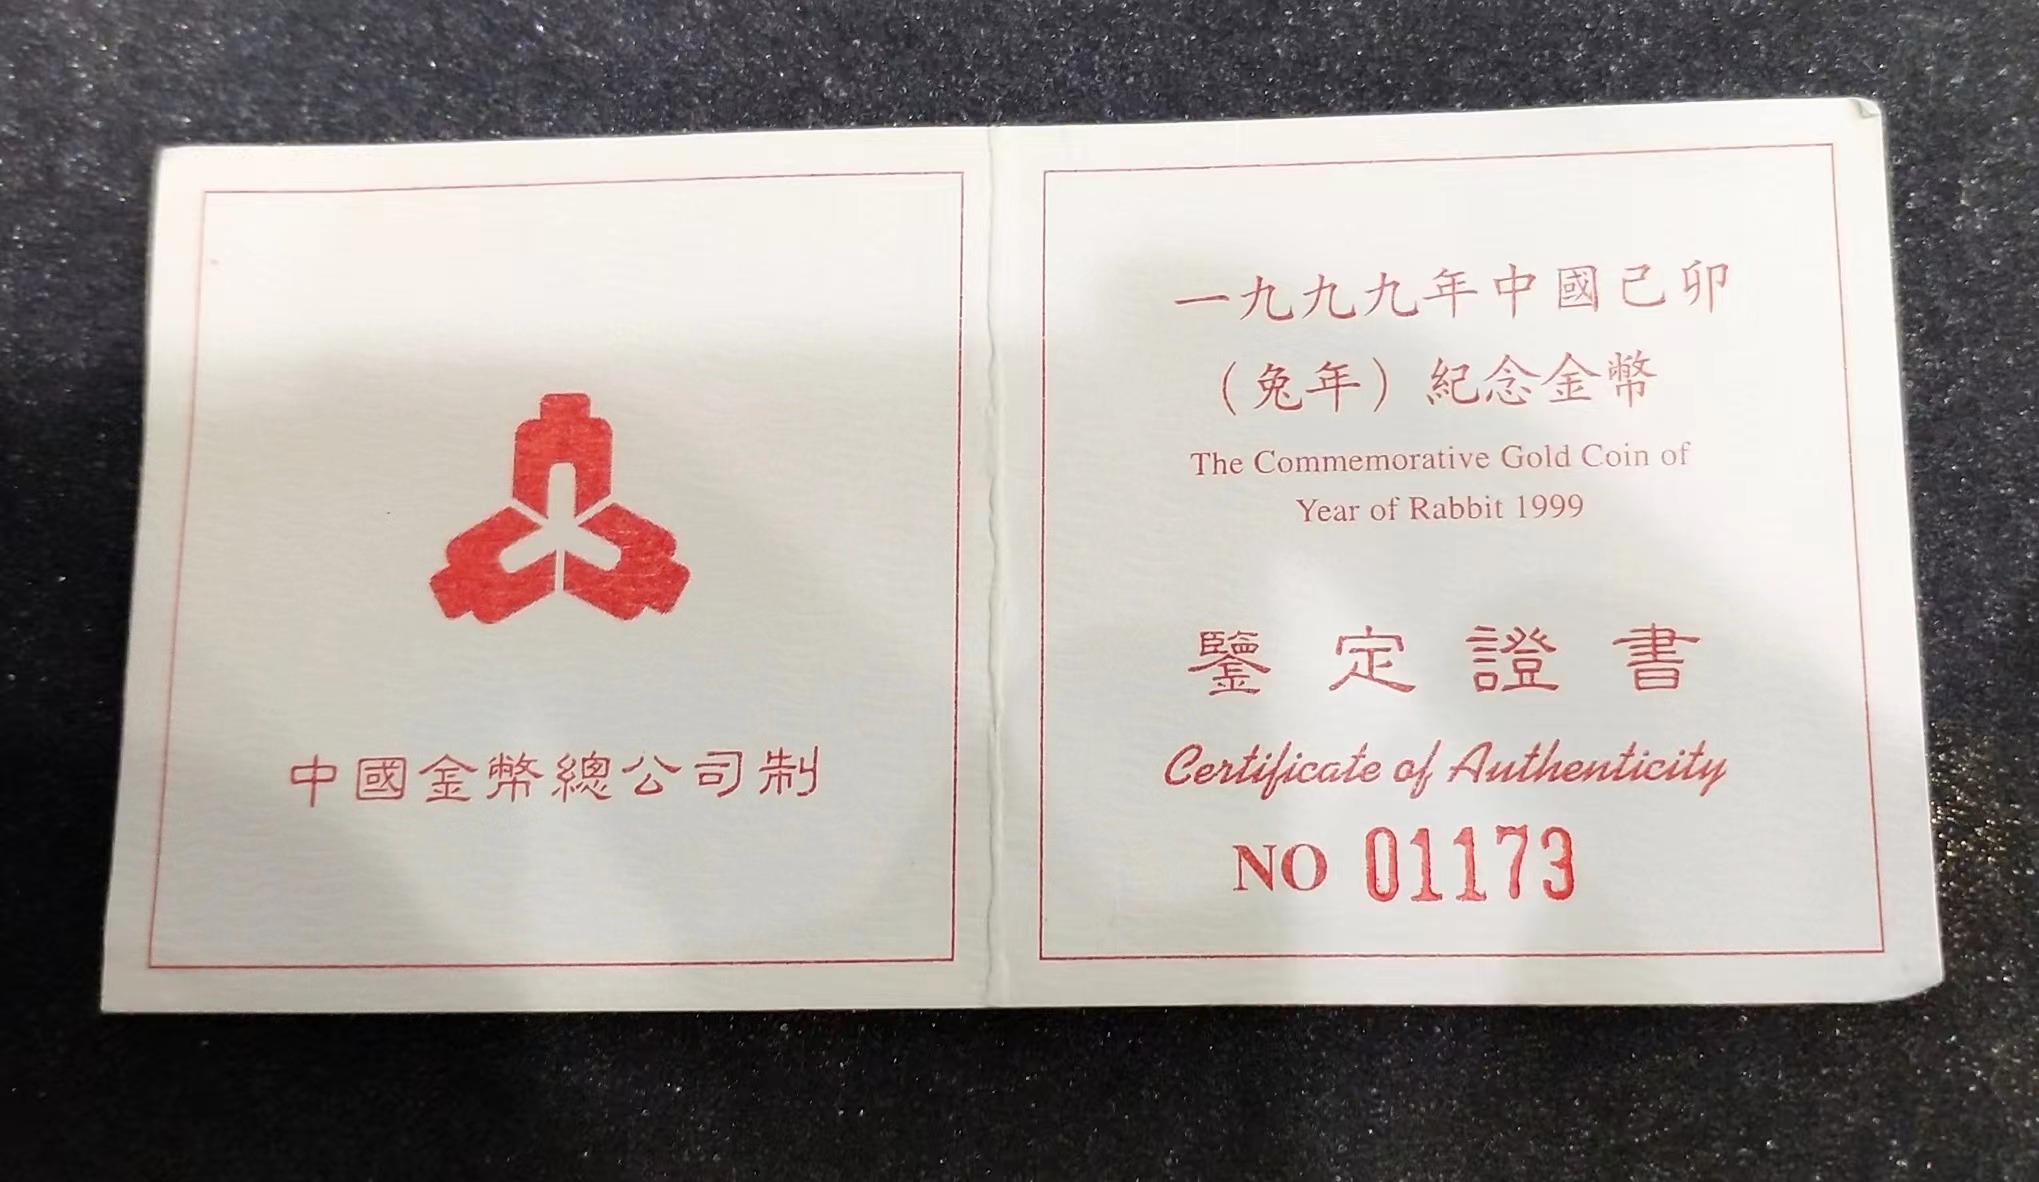 中國金幣總公司制
一九九九年中國己卯
（兔年）紀念金幣
The Commemorative Gold Coin of
Year of Rabbit 1999
鑒定證書
Certificate of Authenticity
NO 01173